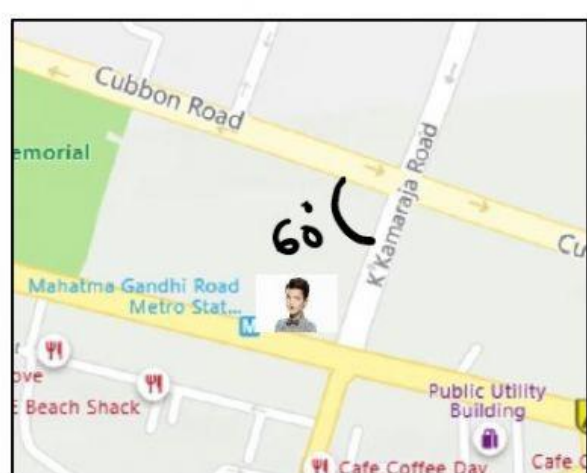 Cubbon Road
emorial
K Kamaraja Road
60°
Cu
Mahatma Gandhi Road
Metro Stat...
M
r
ove
E Beach Shack
Public Utility
Building
Cafe Coffee Day
Cafe C